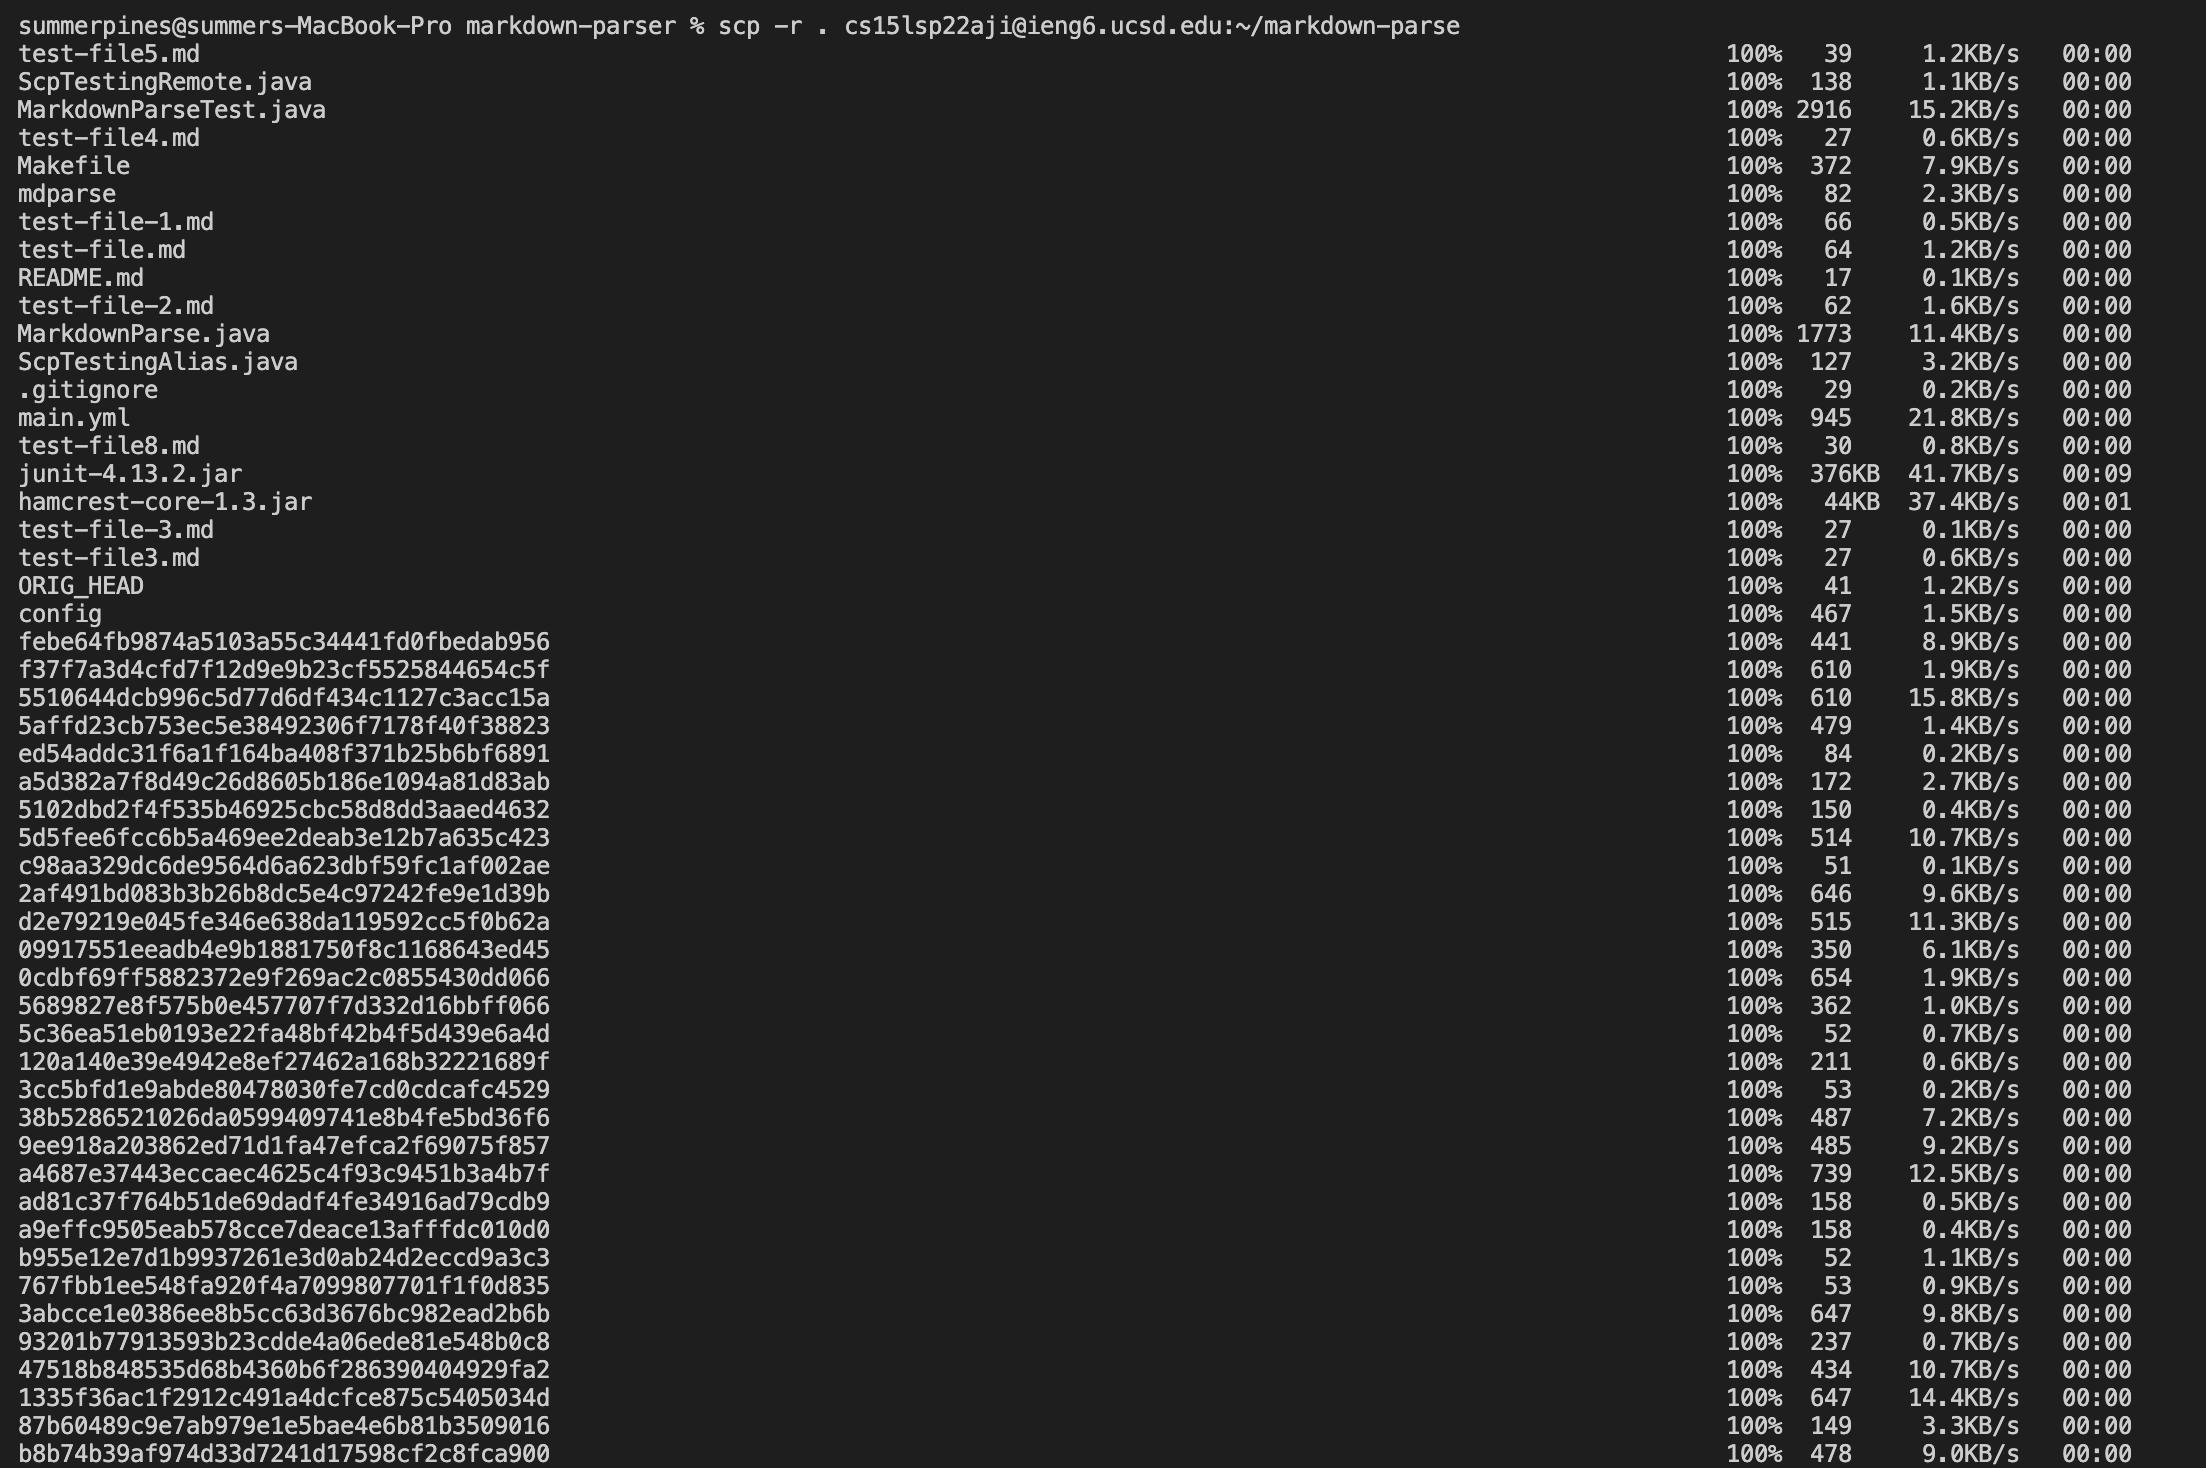 summerpines@summers-MacBook-Pro markdown-parser % scp -r . cs15lsp22aji@ieng6.ucsd.edu:~/markdown-parse
test-file5.md 100% 39 1.2KB/s 00:00
ScpTestingRemote.java 100% 138 1.1KB/s 00:00
MarkdownParseTest.java 100% 2916 15.2KB/s 00:00
test-file4.md 100% 27 0.6KB/s 00:00
Makefile 100% 372 7.9KB/s 00:00
mdparse 100% 82 2.3KB/s 00:00
test-file-1.md 100% 66 0.5KB/s 00:00
test-file.md 100% 64 1.2KB/s 00:00
README.md 100% 17 0.1KB/s 00:00
test-file-2.md 100% 62 1.6KB/s 00:00
MarkdownParse.java 100% 1773 11.4KB/s 00:00
ScpTestingAlias.java 100% 127 3.2KB/s 00:00
.gitignore 100% 29 0.2KB/s 00:00
main.yml 100% 945 21.8KB/s 00:00
test-file8.md 100% 30 0.8KB/s 00:00
junit-4.13.2.jar 100% 376KB 41.7KB/s 00:09
hamcrest-core-1.3.jar 100% 44KB 37.4KB/s 00:01
test-file-3.md 100% 27 0.1KB/s 00:00
test-file3.md 100% 27 0.6KB/s 00:00
ORIG_HEAD 100% 41 1.2KB/s 00:00
config 100% 467 1.5KB/s 00:00
febe64fb9874a5103a55c34441fd0fbedab956 100% 441 8.9KB/s 00:00
f37f7a3d4cfd7f12d9e9b23cf5525844654c5f 100% 610 1.9KB/s 00:00
5510644dcb996c5d77d6df434c1127c3acc15a 100% 610 15.8KB/s 00:00
5affd23cb753ec5e38492306f7178f40f38823 100% 479 1.4KB/s 00:00
ed54addc31f6a1f164ba408f371b25b6bf6891 100% 84 0.2KB/s 00:00
a5d382a7f8d49c26d8605b186e1094a81d83ab 100% 172 2.7KB/s 00:00
5102dbd2f4f535b46925cbc58d8dd3aaed4632 100% 150 0.4KB/s 00:00
5d5fee6fcc6b5a469ee2deab3e12b7a635c423 100% 514 10.7KB/s 00:00
c98aa329dc6de9564d6a623dbf59fc1af002ae 100% 51 0.1KB/s 00:00
2af491bd083b3b26b8dc5e4c97242fe9e1d39b 100% 646 9.6KB/s 00:00
d2e79219e045fe346e638da119592cc5f0b62a 100% 515 11.3KB/s 00:00
09917551eeadb4e9b1881750f8c1168643ed45 100% 350 6.1KB/s 00:00
0cdbf69ff5882372e9f269ac2c0855430dd066 100% 654 1.9KB/s 00:00
5689827e8f575b0e457707f7d332d16bbff066 100% 362 1.0KB/s 00:00
5c36ea51eb0193e22fa48bf42b4f5d439e6a4d 100% 52 0.7KB/s 00:00
120a140e39e4942e8ef27462a168b32221689f 100% 211 0.6KB/s 00:00
3cc5bfd1e9abde80478030fe7cd0cdcafc4529 100% 53 0.2KB/s 00:00
38b5286521026da0599409741e8b4fe5bd36f6 100% 487 7.2KB/s 00:00
9ee918a203862ed71d1fa47efca2f69075f857 100% 485 9.2KB/s 00:00
a4687e37443eccaec4625c4f93c9451b3a4b7f 100% 739 12.5KB/s 00:00
ad81c37f764b51de69dadf4fe34916ad79cdb9 100% 158 0.5KB/s 00:00
a9effc9505eab578cce7deace13afffdc010d0 100% 158 0.4KB/s 00:00
b955e12e7d1b9937261e3d0ab24d2eccd9a3c3 100% 52 1.1KB/s 00:00
767fbb1ee548fa920f4a7099807701f1f0d835 100% 53 0.9KB/s 00:00
3abcce1e0386ee8b5cc63d3676bc982ead2b6b 100% 647 9.8KB/s 00:00
93201b77913593b23cdde4a06ede81e548b0c8 100% 237 0.7KB/s 00:00
47518b848535d68b4360b6f286390404929fa2 100% 434 10.7KB/s 00:00
1335f36ac1f2912c491a4dcfce875c5405034d 100% 647 14.4KB/s 00:00
87b60489c9e7ab979e1e5bae4e6b81b3509016 100% 149 3.3KB/s 00:00
b8b74b39af974d33d7241d17598cf2c8fca900 100% 478 9.0KB/s 00:00